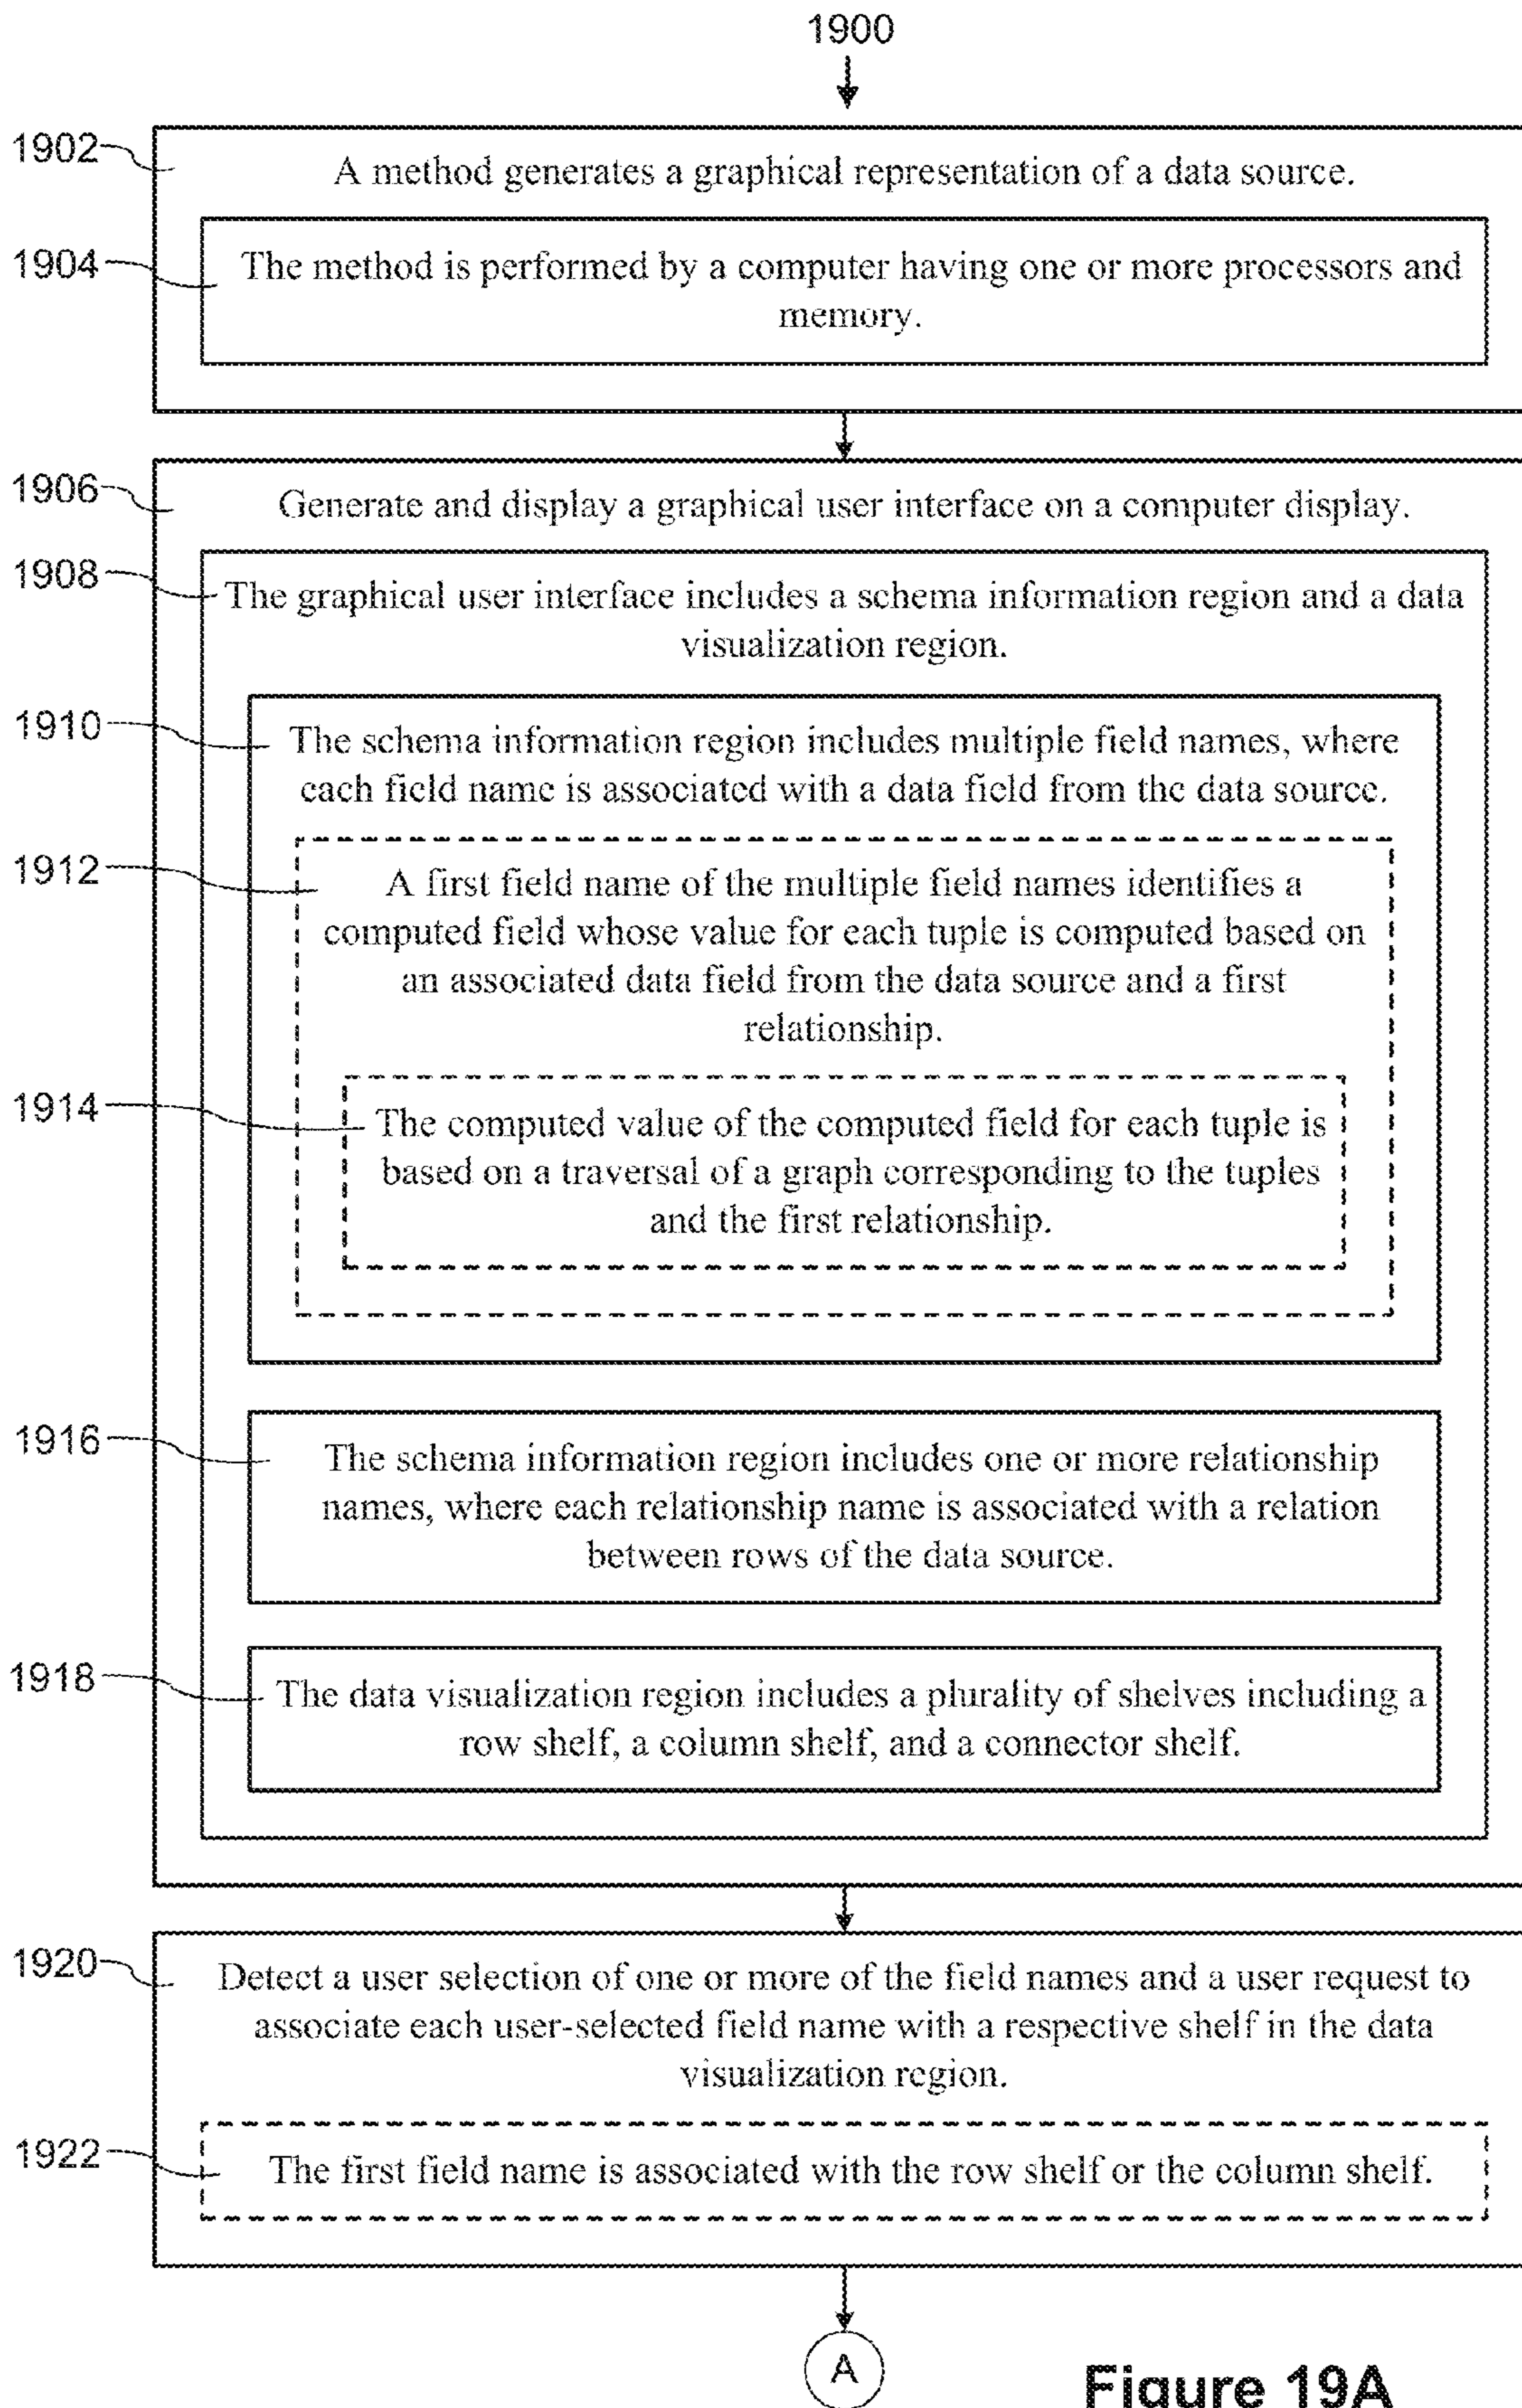 1900
1902
A method generates a graphical representation of a data source.
1904
The method is performed by a computer having one or more processors and
memory.
1906
Generate and display a graphical user interface on a computer display.
1908
The graphical user interface includes a schema information region and a data
visualization region.
1910
The schema information region includes multiple field names, where
each field name is associated with a data field from the data source.
1912
A first field name of the multiple field names identifies a
computed field whose value for each tuple is computed based on
an associated data field from the data source and a first
relationship.
1914
The computed value of the computed field for each tuple is
based on a traversal of a graph corresponding to the tuples
and the first relationship.
1916
The schema information region includes one or more relationship
names, where each relationship name is associated with a relation
between rows of the data source.
1918
The data visualization region includes a plurality of shelves including a
row shelf, a column shelf, and a connector shelf.
1920
Detect a user selection of one or more of the field names and a user request to
associate each user-selected field name with a respective shelf in the data
visualization region.
1922
The first field name is associated with the row shelf or the column shelf.
A
Figure 19A